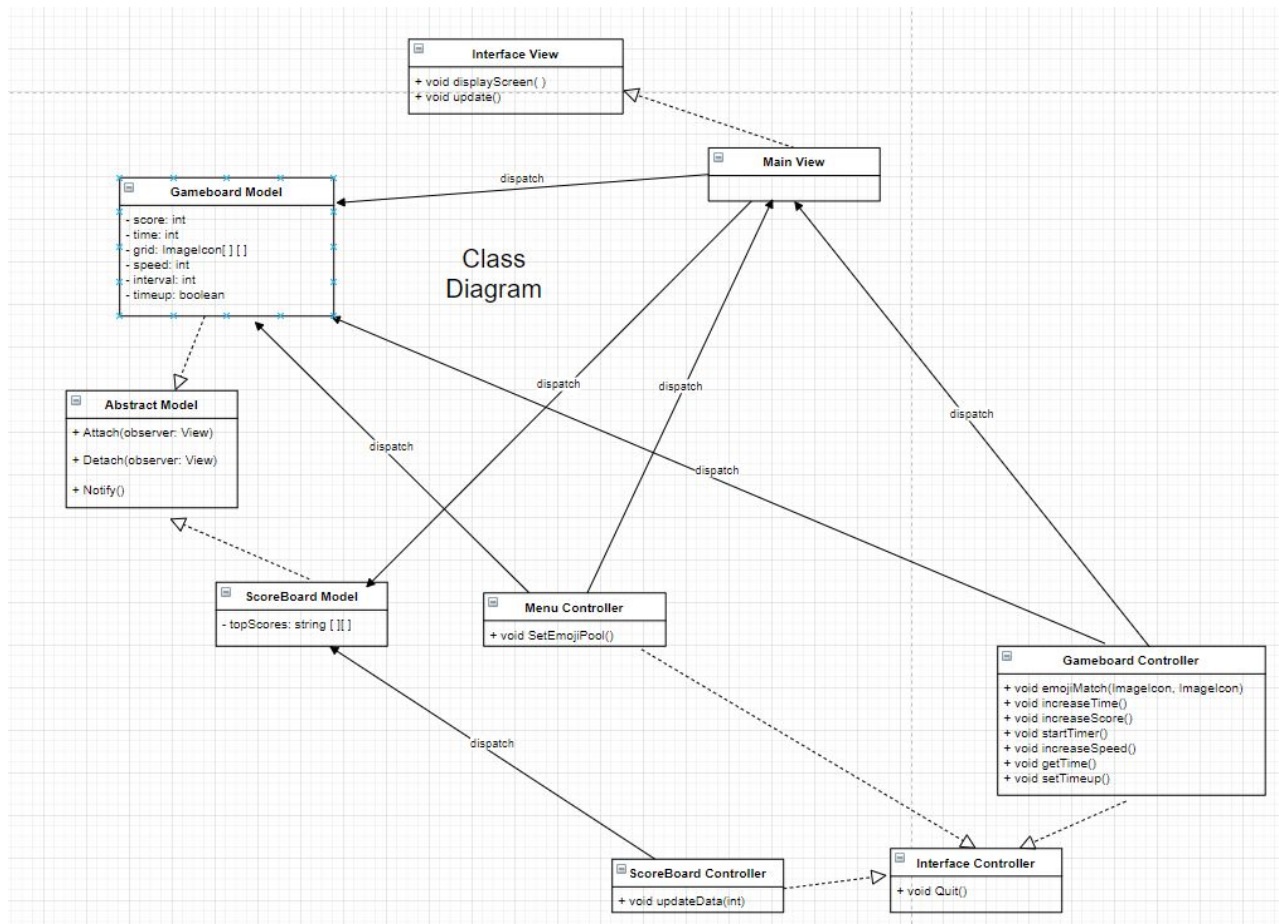 Interface View
+ void displayScreen( )
+ void update()
Main View
dispatch
Gameboard Model
- score: int
- time: int
- grid: ImageIcon[ ] [ ]
- speed: int
- interval: int
- timeup: boolean
Class
Diagram
dispatch
dispatch
dispatch
dispatch
dispatch
Abstract Model
+ Attach(observer: View)
+ Detach(observer: View)
+ Notify()
ScoreBoard Model
- topScores: string [ ][ ]
Menu Controller
+ void SetEmojiPool()
Gameboard Controller
+ void emojiMatch(ImageIcon, ImageIcon)
+ void increaseTime()
+ void increaseScore()
+ void startTimer()
+ void increaseSpeed()
+ void getTime()
+ void setTimeup()
dispatch
ScoreBoard Controller
+ void updateData(int)
Interface Controller
+ void Quit()